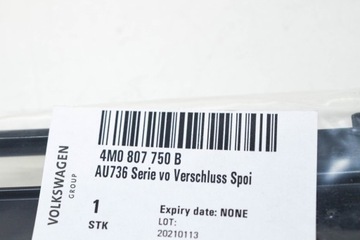 VOLKSWAGEN
GROUP
4M0 807 750 B
AU736 Serie vo Verschluss Spoi
1
STK
Expiry date: NONE
LOT:
20210113